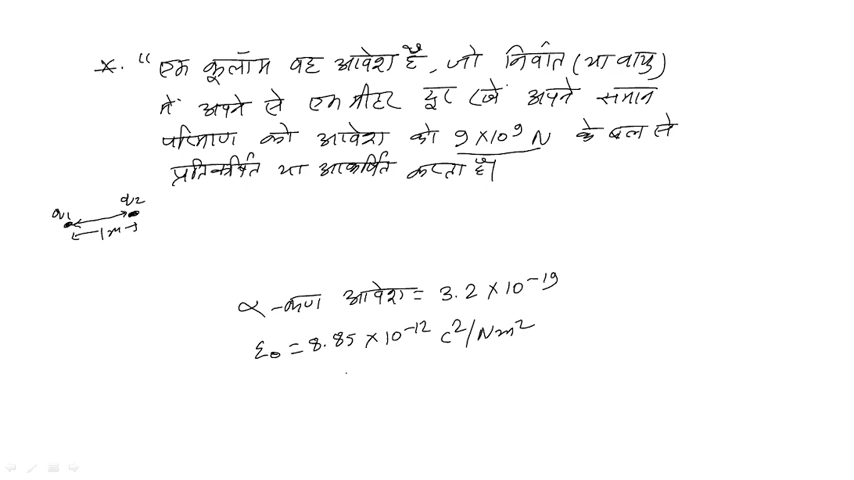 *. "एक कूलॉम वह आवेश है, जो निर्वात (या वायु)
में अपने से एक मीटर दूर रखे अपने समान
परिमाण के आवेश को 9 X 10⁹ N के बल से
प्रतिकर्षित या आकर्षित करता है।
q₁ q₂
1m
α-कण आवेश = 3.2 X 10⁻¹⁹
ε₀ = 8.85 X 10⁻¹² C²/Nm²